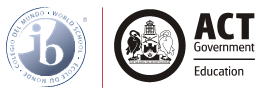 COLEGIO DEL MUNDO • WORLD SCHOOL • ÉCOLE DU MONDE
ib
®
ACT
Government
Education